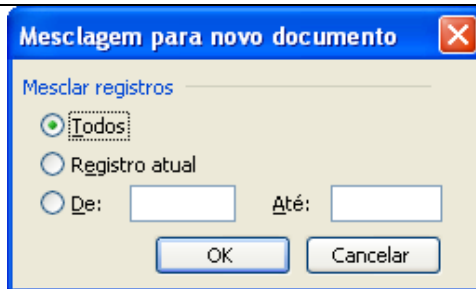 Mesclagem para novo documento
Mesclar registros
Todos
Registro atual
De: Até:
OK Cancelar